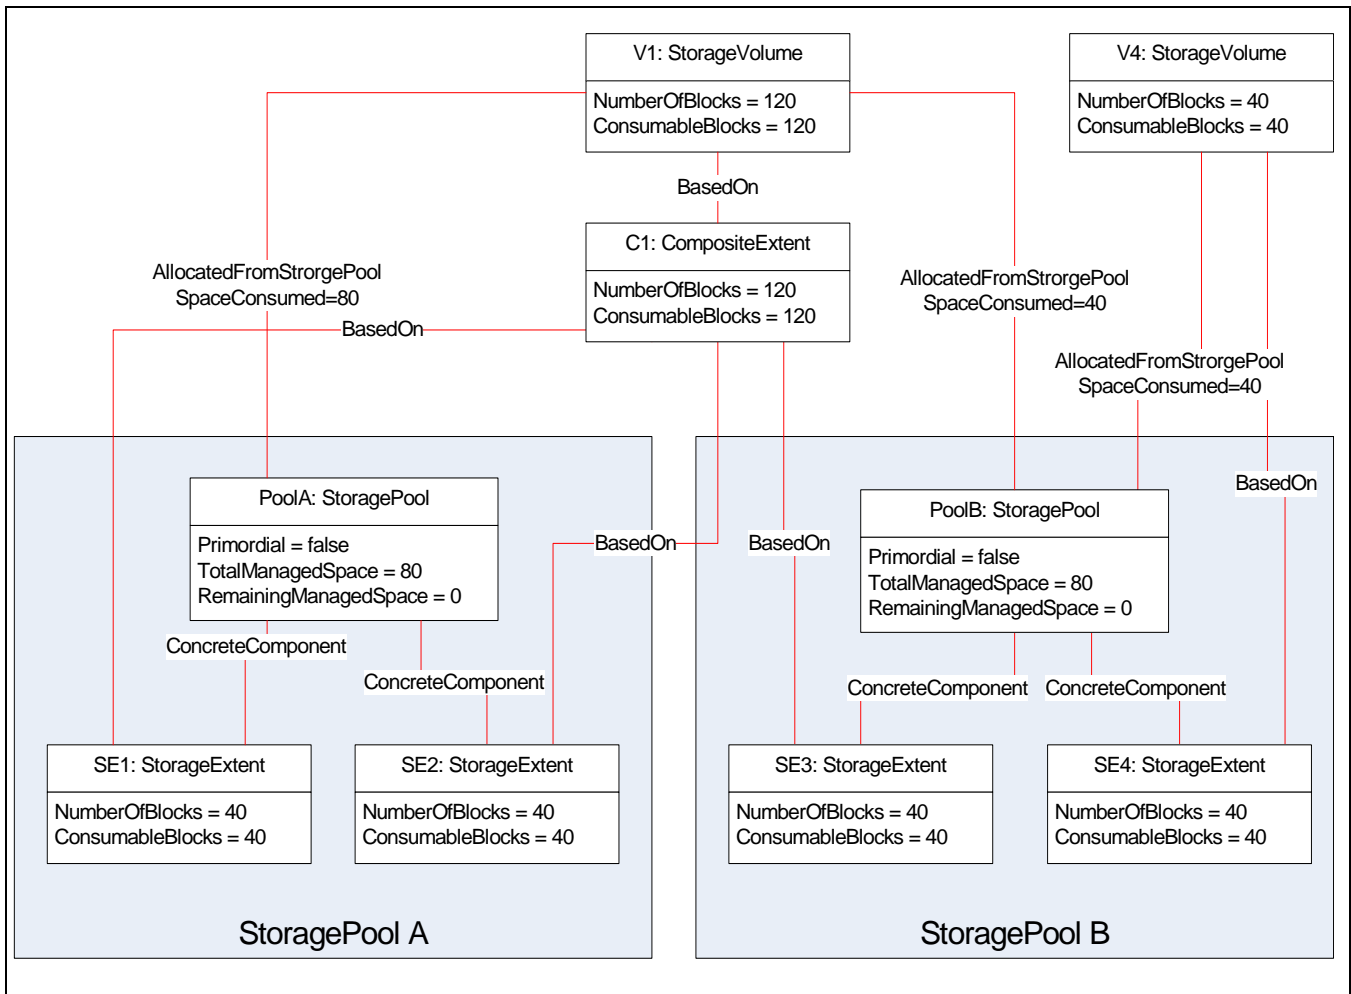 V1: StorageVolume
NumberOfBlocks = 120
ConsumableBlocks = 120
V4: StorageVolume
NumberOfBlocks = 40
ConsumableBlocks = 40
BasedOn
C1: CompositeExtent
NumberOfBlocks = 120
ConsumableBlocks = 120
AllocatedFromStrorgePool
SpaceConsumed=80
BasedOn
AllocatedFromStrorgePool
SpaceConsumed=40
AllocatedFromStrorgePool
SpaceConsumed=40
BasedOn
PoolA: StoragePool
Primordial = false
TotalManagedSpace = 80
RemainingManagedSpace = 0
BasedOn
BasedOn
PoolB: StoragePool
Primordial = false
TotalManagedSpace = 80
RemainingManagedSpace = 0
ConcreteComponent
ConcreteComponent
ConcreteComponent
ConcreteComponent
SE1: StorageExtent
NumberOfBlocks = 40
ConsumableBlocks = 40
SE2: StorageExtent
NumberOfBlocks = 40
ConsumableBlocks = 40
SE3: StorageExtent
NumberOfBlocks = 40
ConsumableBlocks = 40
SE4: StorageExtent
NumberOfBlocks = 40
ConsumableBlocks = 40
StoragePool A
StoragePool B